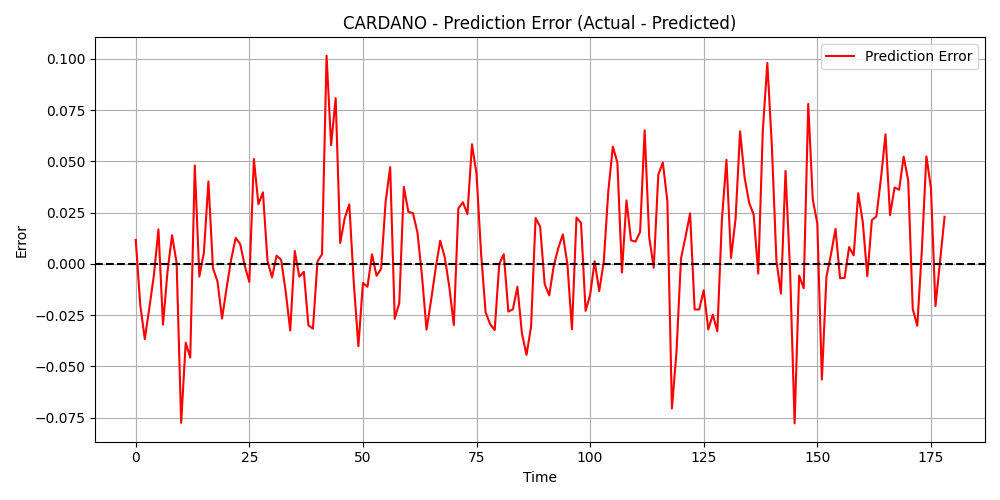 CARDANO - Prediction Error (Actual - Predicted)
Prediction Error
Error
0.100
0.075
0.050
0.025
0.000
−0.025
−0.050
−0.075
0 25 50 75 100 125 150 175
Time